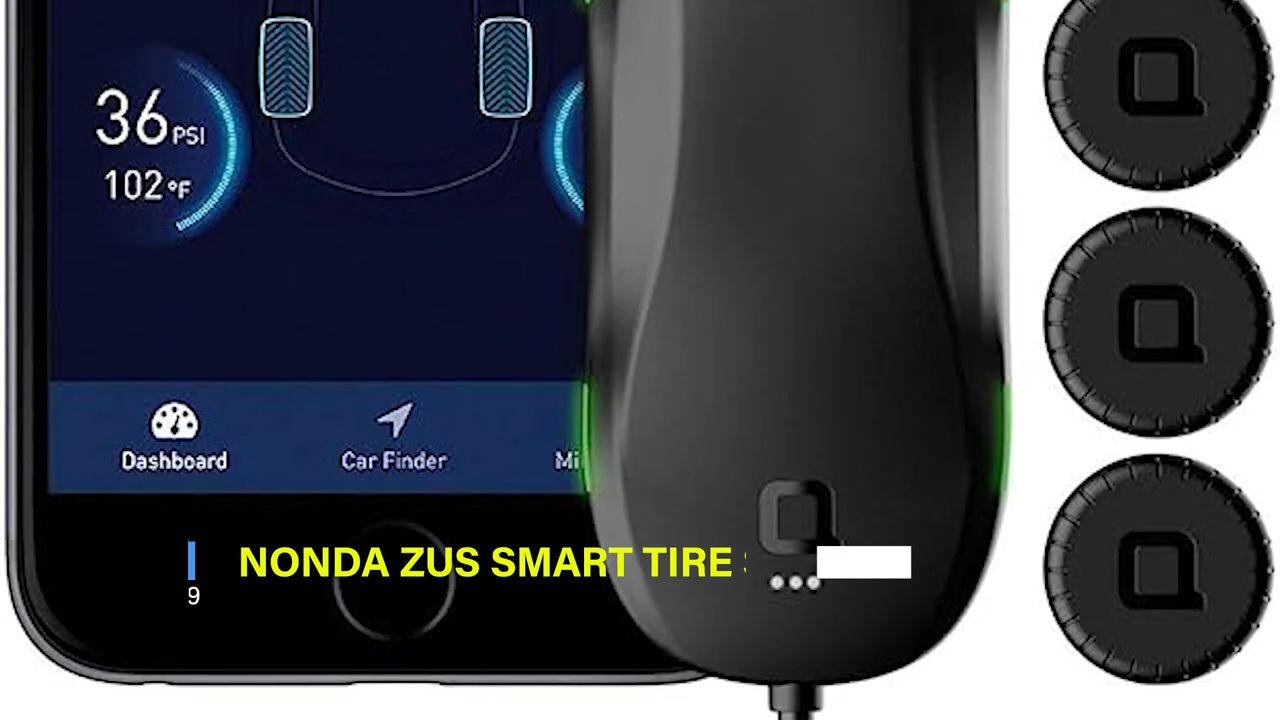 36 PSI
102 °F
Dashboard
Car Finder
NONDA ZUS SMART TIRE
9